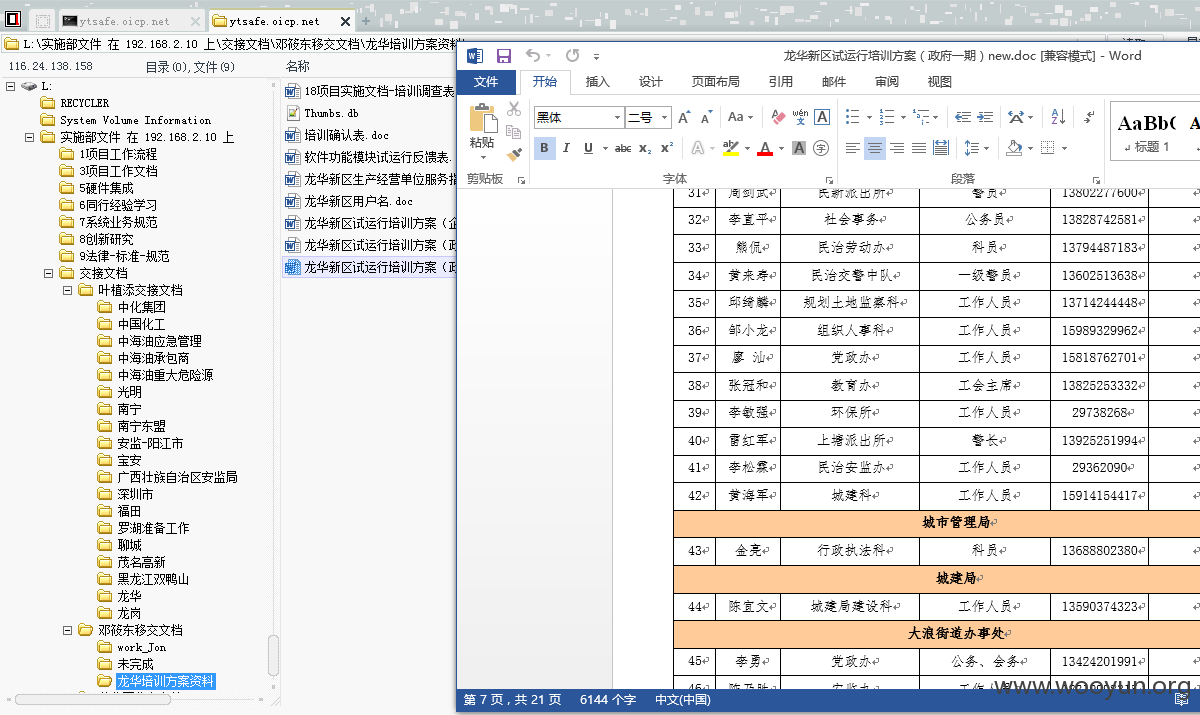 ytsafe.oicp.net
ytsafe.oicp.net
L:\实施部文件 在 192.168.2.10 上\交接文档\邓筱东移交文档\龙华培训方案资料\
116.24.138.158
目录(0),文件(9)
名称
L:
RECYCLER
System Volume Information
实施部文件 在 192.168.2.10 上
1项目工作流程
3项目工作文档
5硬件集成
6同行经验学习
7系统业务规范
8创新研究
9法律-标准-规范
交接文档
叶植添交接文档
中化集团
中国化工
中海油应急管理
中海油承包商
中海油重大危险源
光明
南宁
南宁东盟
安监-阳江市
宝安
广西壮族自治区安监局
深圳市
福田
罗湖准备工作
聊城
茂名高新
黑龙江双鸭山
龙华
龙岗
邓筱东移交文档
work_Jon
未完成
龙华培训方案资料
18项目实施文档-培训调查表
Thumbs.db
培训确认表.doc
软件功能模块试运行反馈表.
龙华新区生产经营单位服务指
龙华新区用户名.doc
龙华新区试运行培训方案（企
龙华新区试运行培训方案（政
龙华新区试运行培训方案（政
龙华新区试运行培训方案（政府一期）new.doc [兼容模式] - Word
文件 开始 插入 设计 页面布局 引用 邮件 审阅 视图
粘贴
黑体 二号
剪贴板 字体 段落
标题 1
31 周剑武 民新派出所 警员 13802277600
32 李直平 社会事务 公务员 13828742581
33 熊侃 民治劳动办 科员 13794487183
34 黄来寿 民治交警中队 一级警员 13602513638
35 邱绮麟 规划土地监察科 工作人员 13714244448
36 邹小龙 组织人事科 工作人员 15989329962
37 廖 汕 党政办 工作人员 15818762701
38 张冠和 教育办 工会主席 13825253332
39 李敏强 环保所 工作人员 29738268
40 雷红军 上塘派出所 警长 13925251994
41 李松霖 民治安监办 工作人员 29362090
42 黄海军 城建科 工作人员 15914154417
城市管理局
43 金亮 行政执法科 科员 13688802380
城建局
44 陈宜文 城建局建设科 工作人员 13590374323
大浪街道办事处
45 李勇 党政办 公务、会务 13424201991
www.wooyun.org
第 7 页，共 21 页 6144 个字 中文(中国)